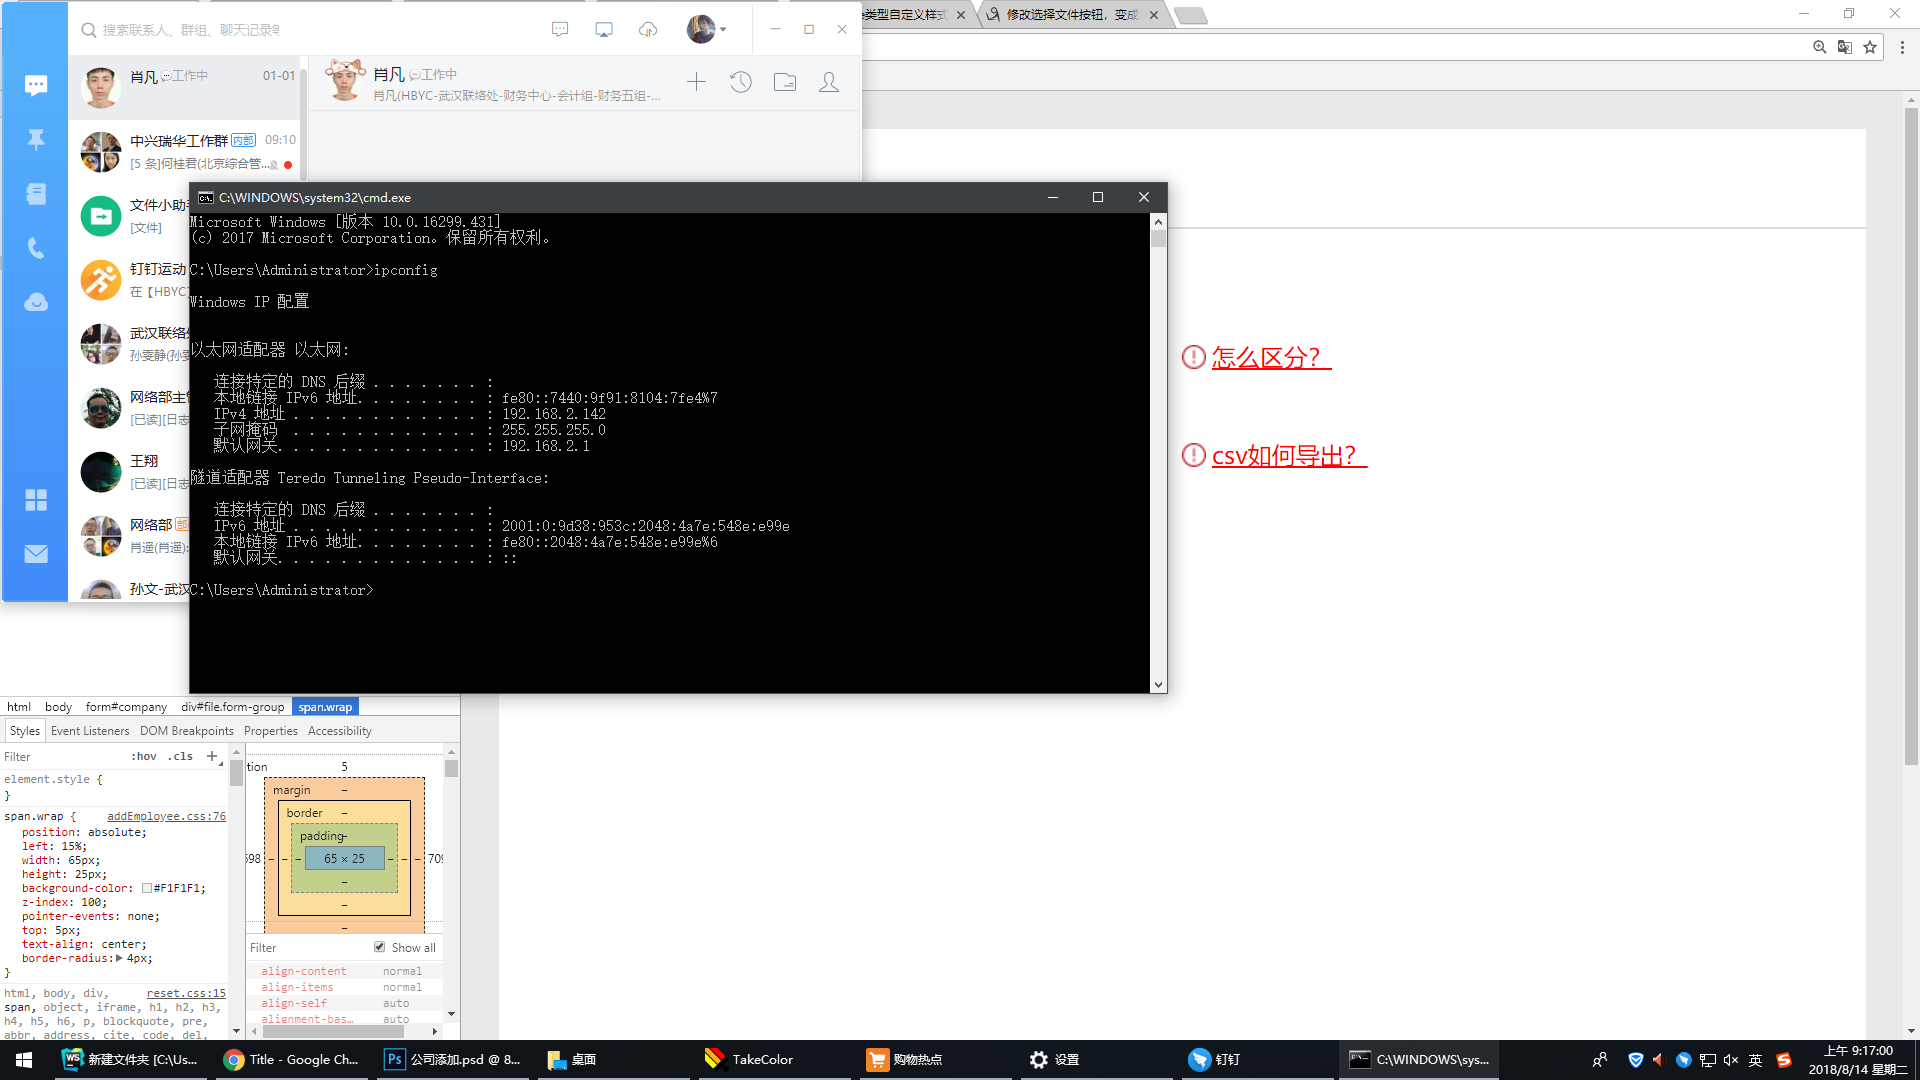 搜索联系人、群组、聊天记录等
肖凡 工作中 01-01
中兴瑞华工作群 内部 09:10
[5 条]何桂君(北京综合管...
文件小助
[文件]
钉钉运动
在【HBYC
武汉联络
孙雯静(孙
网络部主
[已读][日志
王翔
[已读][日志
网络部
肖遥(肖遥):
孙文-武汉
肖凡 工作中
肖凡(HBYC-武汉联络处-财务中心-会计组-财务五组-...
类型自定义样式
修改选择文件按钮，变成
C:\WINDOWS\system32\cmd.exe
Microsoft Windows [版本 10.0.16299.431]
(c) 2017 Microsoft Corporation。保留所有权利。
C:\Users\Administrator>ipconfig
Windows IP 配置
以太网适配器 以太网:
连接特定的 DNS 后缀 . . . . . . . :
本地链接 IPv6 地址. . . . . . . . : fe80::7440:9f91:8104:7fe4%7
IPv4 地址 . . . . . . . . . . . . : 192.168.2.142
子网掩码 . . . . . . . . . . . . : 255.255.255.0
默认网关. . . . . . . . . . . . . : 192.168.2.1
隧道适配器 Teredo Tunneling Pseudo-Interface:
连接特定的 DNS 后缀 . . . . . . . :
IPv6 地址 . . . . . . . . . . . . : 2001:0:9d38:953c:2048:4a7e:548e:e99e
本地链接 IPv6 地址. . . . . . . . : fe80::2048:4a7e:548e:e99e%6
默认网关. . . . . . . . . . . . . : ::
C:\Users\Administrator>
怎么区分?
csv如何导出?
html body form#company div#file.form-group span.wrap
Styles Event Listeners DOM Breakpoints Properties Accessibility
Filter :hov .cls +
element.style {
}
span.wrap { addEmployee.css:76
position: absolute;
left: 15%;
width: 65px;
height: 25px;
background-color: #F1F1F1;
z-index: 100;
pointer-events: none;
top: 5px;
text-align: center;
border-radius: 4px;
}
html, body, div, reset.css:15
span, object, iframe, h1, h2, h3,
h4, h5, h6, p, blockquote, pre,
abbr, address, cite, code, del,
tion 5
margin –
border –
padding –
698 – – – 65 × 25 – – – 709
–
–
–
Filter Show all
align-content normal
align-items normal
align-self auto
alignment-bas… auto
新建文件夹 [C:\Us...
Title - Google Ch...
公司添加.psd @ 8...
桌面
TakeColor
购物热点
设置
钉钉
C:\WINDOWS\sys...
英
上午 9:17:00
2018/8/14 星期二